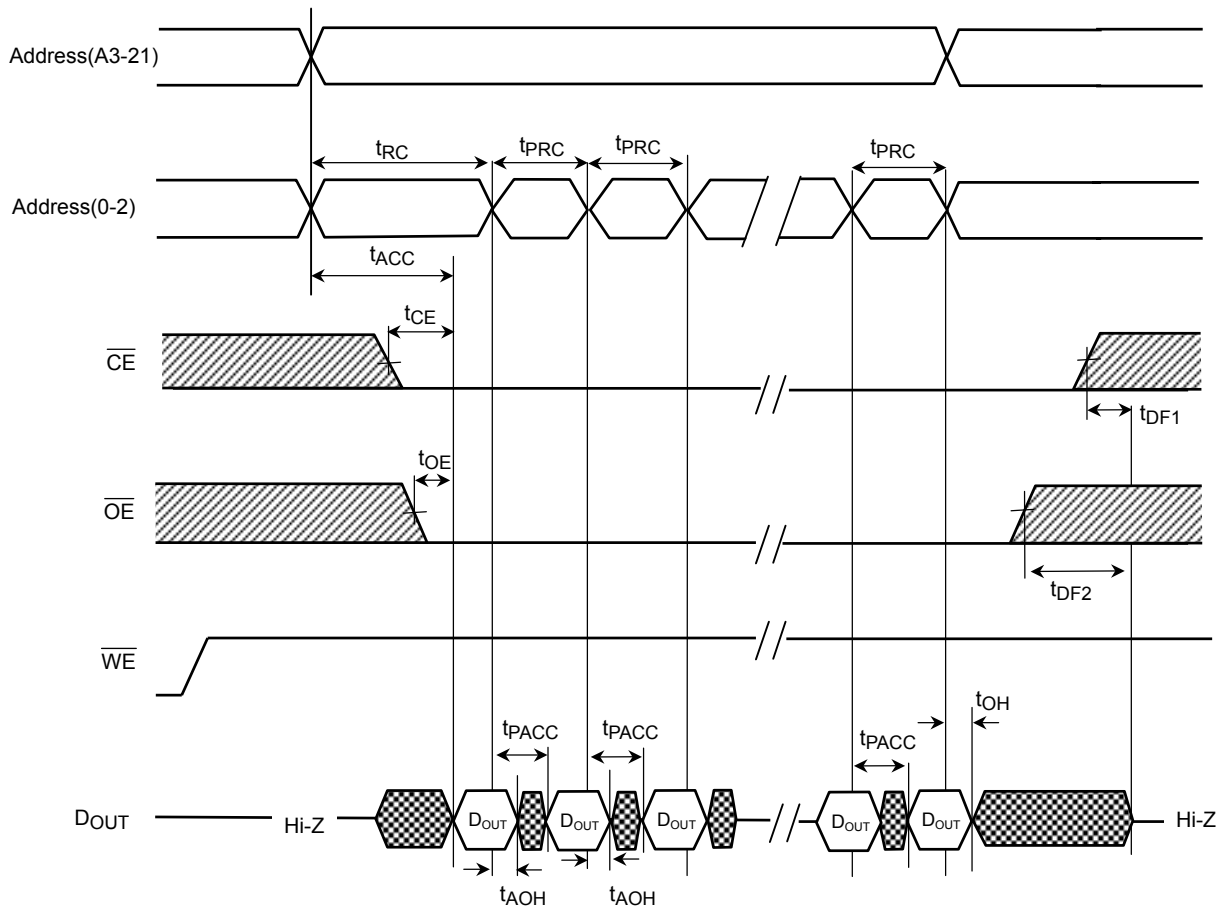 Address(A3-21)
tRC
tPRC
tPRC
tPRC
Address(0-2)
tACC
tCE
CE
tDF1
tOE
OE
tDF2
WE
tOH
tPACC
tPACC
tPACC
DOUT
Hi-Z
DOUT
DOUT
DOUT
DOUT
DOUT
Hi-Z
tAOH
tAOH